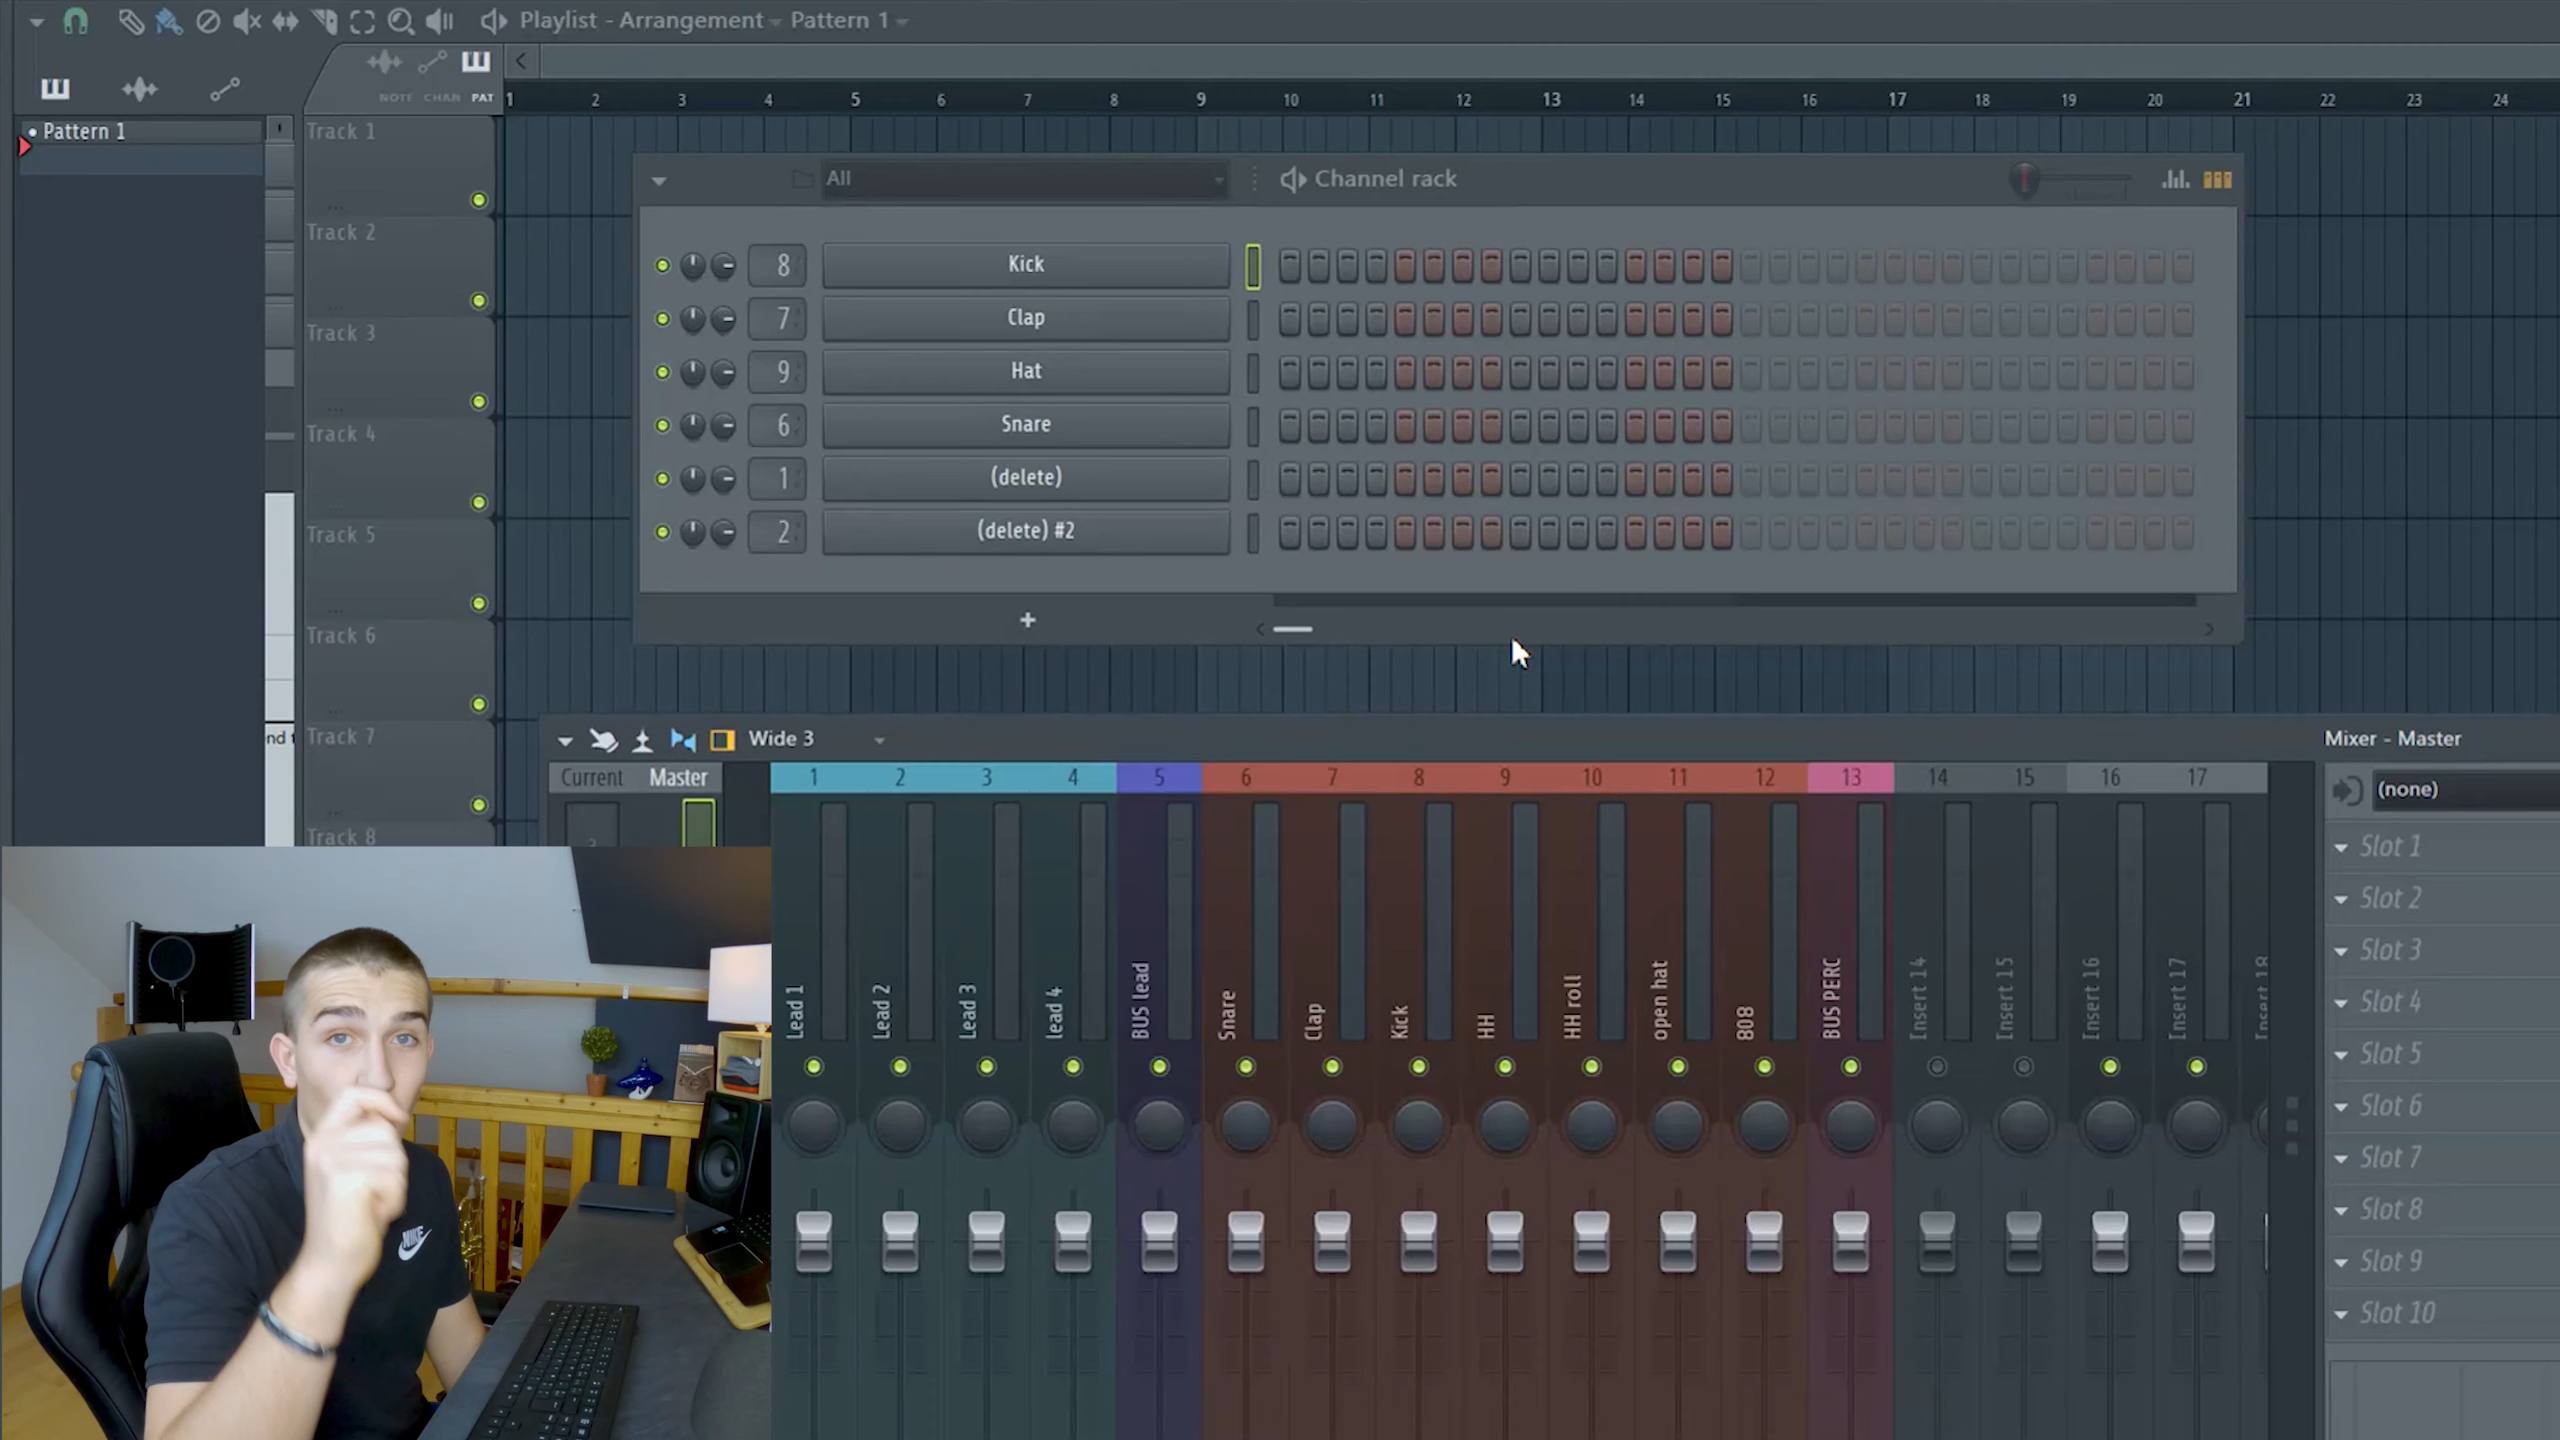 Playlist - Arrangement Pattern 1
NOTE CHAN PAT
1 2 3 4 5 6 7 8 9 10 11 12 13 14 15 16 17 18 19 20 21 22 23 24
Pattern 1
Track 1
Track 2
Track 3
Track 4
Track 5
Track 6
Track 7
Track 8
All
Channel rack
8 Kick
7 Clap
9 Hat
6 Snare
1 (delete)
2 (delete) #2
+
Wide 3
Mixer - Master
Current Master
1 2 3 4 5 6 7 8 9 10 11 12 13 14 15 16 17
Lead 1
Lead 2
Lead 3
lead 4
BUS lead
Snare
Clap
Kick
HH
HH roll
open hat
808
BUS PERC
Insert 14
Insert 15
Insert 16
Insert 17
(none)
Slot 1
Slot 2
Slot 3
Slot 4
Slot 5
Slot 6
Slot 7
Slot 8
Slot 9
Slot 10
NIKE